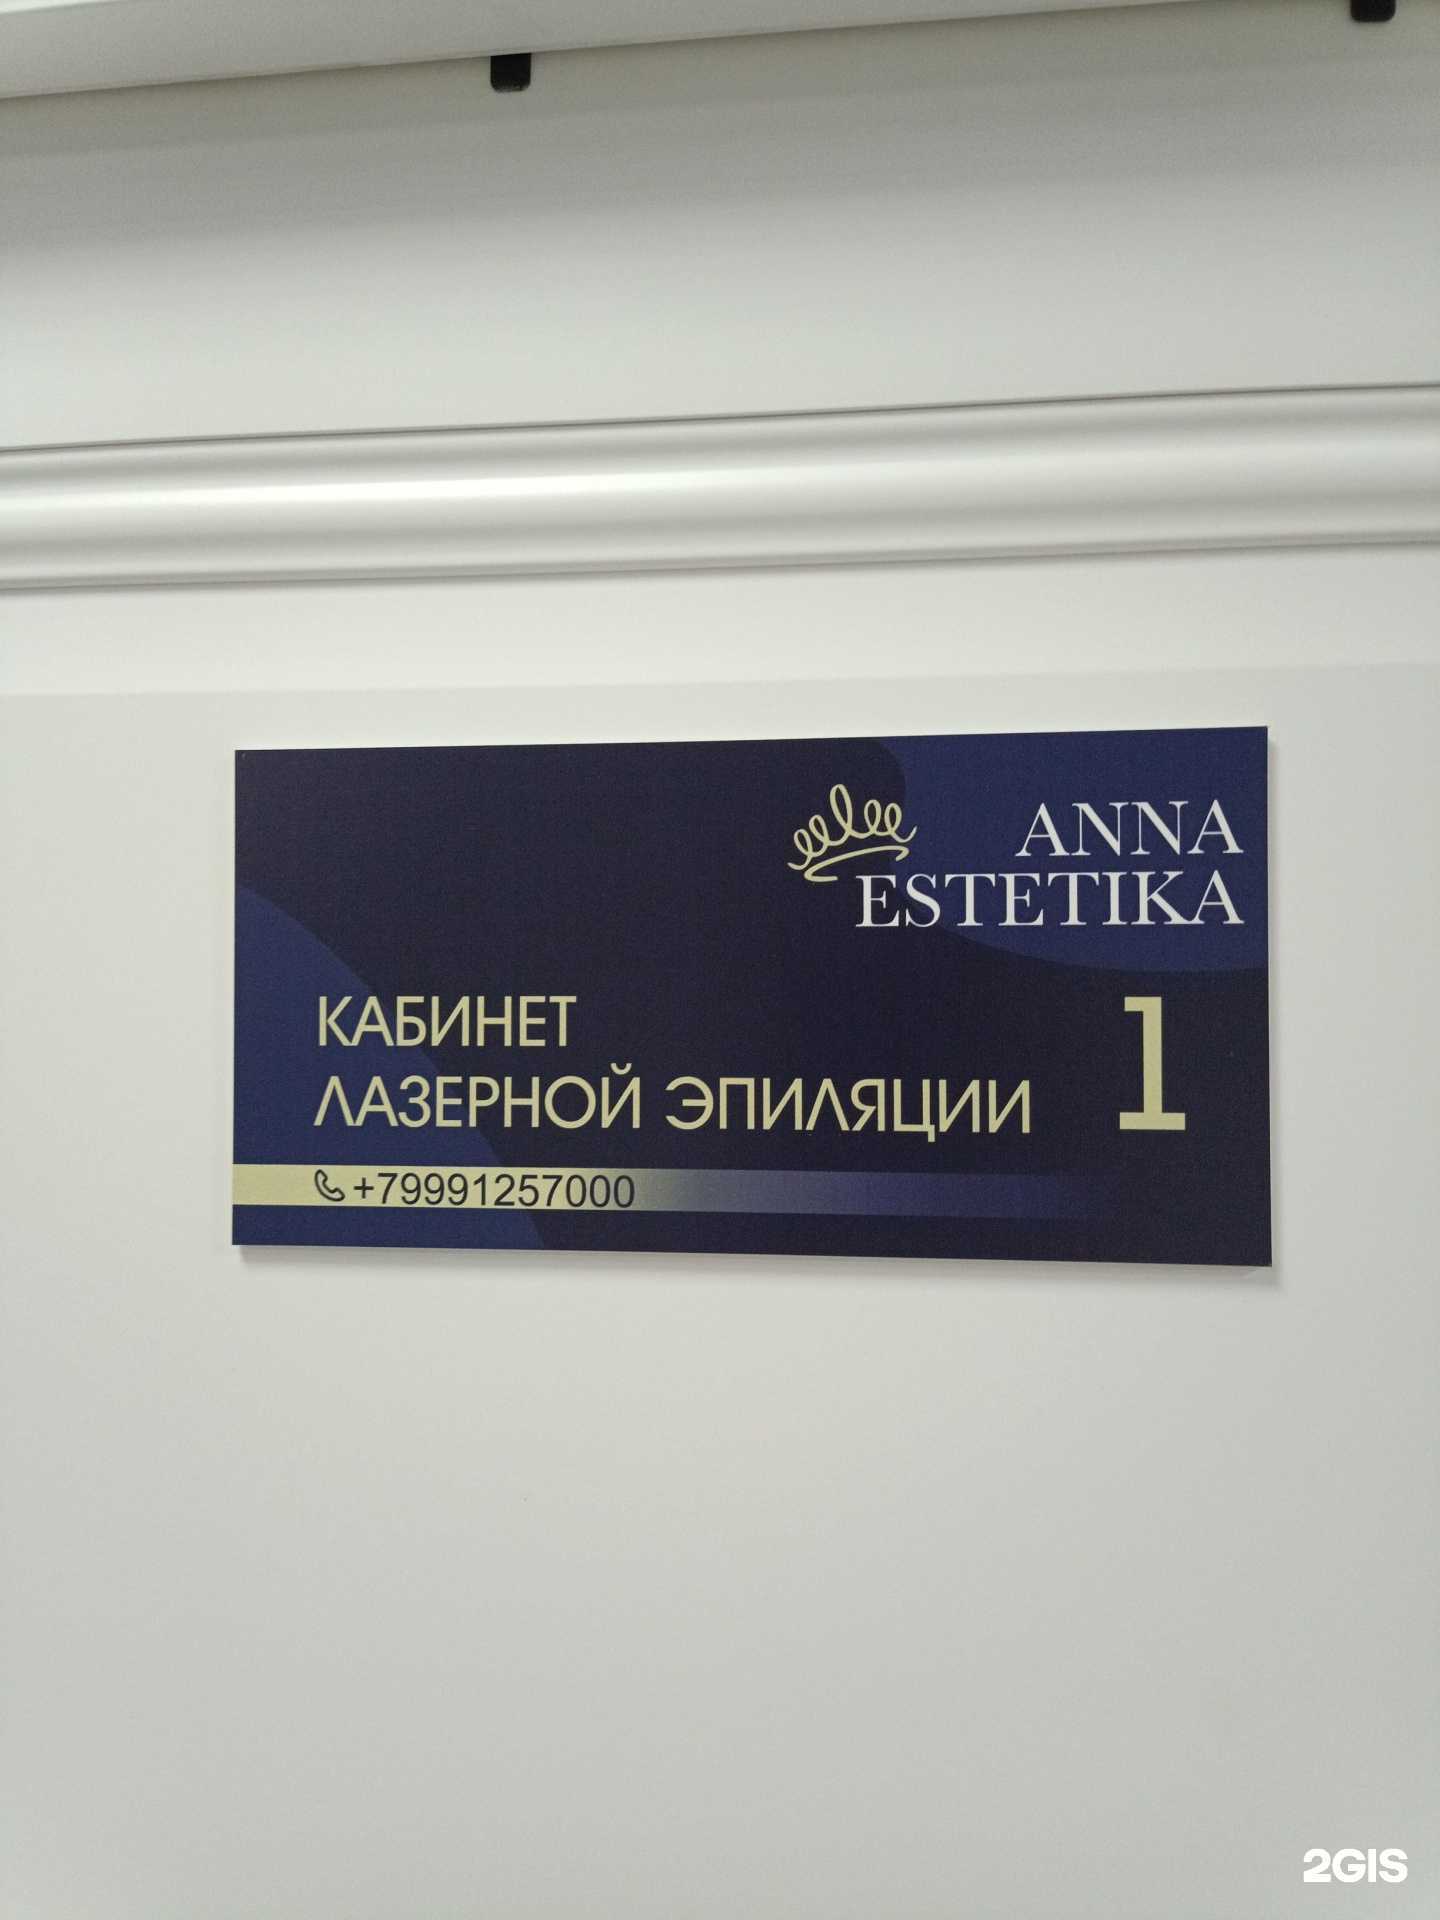 ANNA
ESTETIKA
КАБИНЕТ
ЛАЗЕРНОЙ ЭПИЛЯЦИИ
1
+79991257000
2GIS